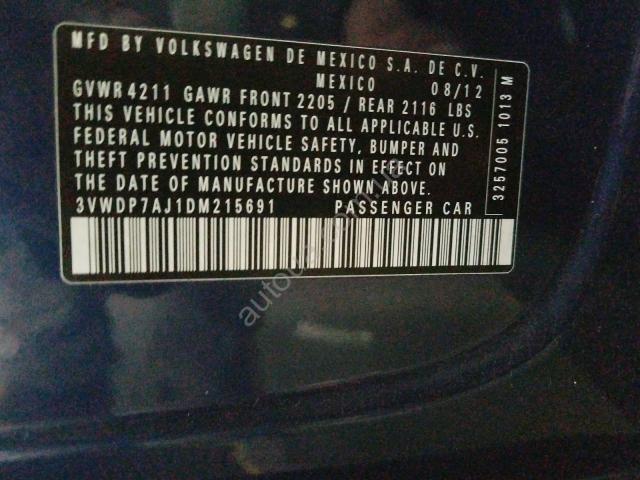 MFD BY VOLKSWAGEN DE MEXICO S.A. DE C.V.
MEXICO 08/12
GVWR 4211 GAWR FRONT 2205 / REAR 2116 LBS
THIS VEHICLE CONFORMS TO ALL APPLICABLE U.S.
FEDERAL MOTOR VEHICLE SAFETY, BUMPER AND
THEFT PREVENTION STANDARDS IN EFFECT ON
THE DATE OF MANUFACTURE SHOWN ABOVE.
3VWDP7AJ1DM215691 PASSENGER CAR
3257005 1013 M